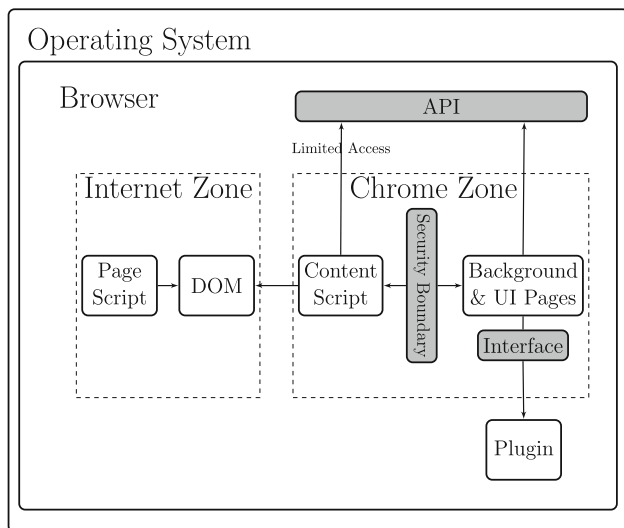 Operating System
Browser
API
Limited Access
Internet Zone
Chrome Zone
Page
Script
DOM
Content
Script
Security Boundary
Background
& UI Pages
Interface
Plugin